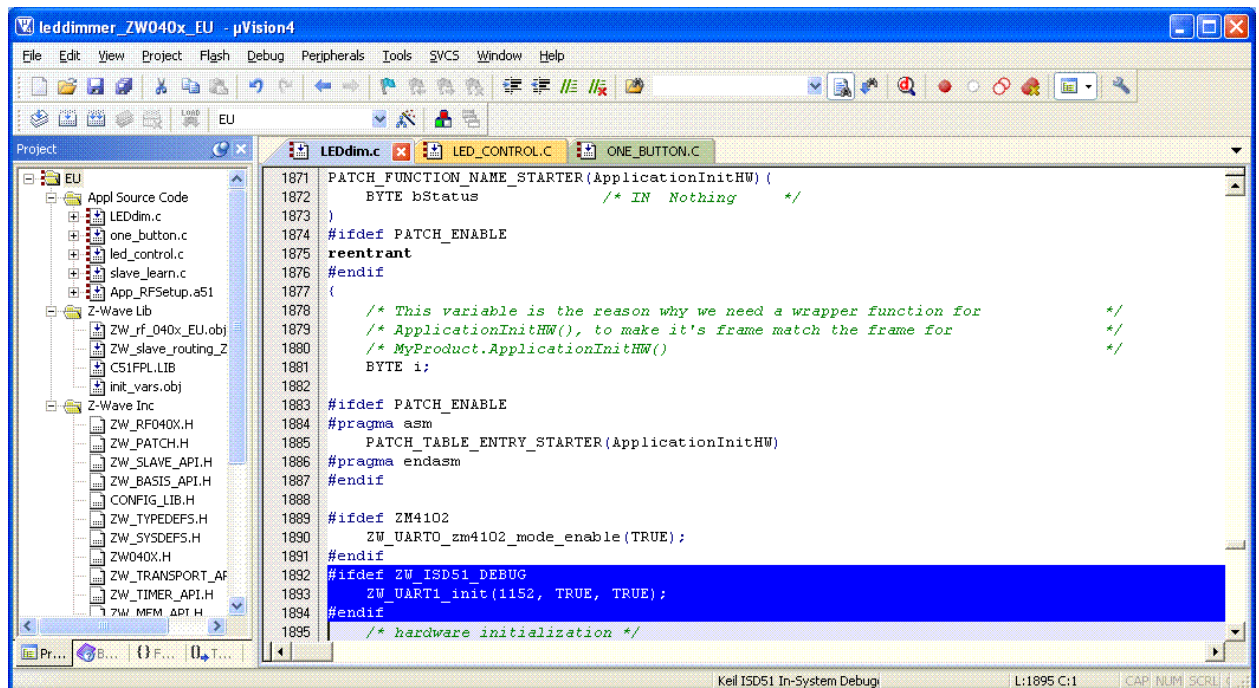 leddimmer_ZW040x_EU - µVision4
File Edit View Project Flash Debug Peripherals Tools SVCS Window Help
LOAD EU
Project
EU
Appl Source Code
LEDdim.c
one_button.c
led_control.c
slave_learn.c
App_RFSetup.a51
Z-Wave Lib
ZW_rf_040x_EU.obj
ZW_slave_routing_Z
C51FPL.LIB
init_vars.obj
Z-Wave Inc
ZW_RF040X.H
ZW_PATCH.H
ZW_SLAVE_API.H
ZW_BASIS_API.H
CONFIG_LIB.H
ZW_TYPEDEFS.H
ZW_SYSDEFS.H
ZW040X.H
ZW_TRANSPORT_AP
ZW_TIMER_API.H
ZW_MEM_API.H
Pr... B... {} F... 0 T...
LEDdim.c LED_CONTROL.C ONE_BUTTON.C
1871 PATCH_FUNCTION_NAME_STARTER(ApplicationInitHW)(
1872 BYTE bStatus /* IN Nothing */
1873 )
1874 #ifdef PATCH_ENABLE
1875 reentrant
1876 #endif
1877 {
1878 /* This variable is the reason why we need a wrapper function for */
1879 /* ApplicationInitHW(), to make it's frame match the frame for */
1880 /* MyProduct.ApplicationInitHW() */
1881 BYTE i;
1882
1883 #ifdef PATCH_ENABLE
1884 #pragma asm
1885 PATCH_TABLE_ENTRY_STARTER(ApplicationInitHW)
1886 #pragma endasm
1887 #endif
1888
1889 #ifdef ZM4102
1890 ZW_UART0_zm4102_mode_enable(TRUE);
1891 #endif
1892 #ifdef ZW_ISD51_DEBUG
1893 ZW_UART1_init(1152, TRUE, TRUE);
1894 #endif
1895 /* hardware initialization */
Keil ISD51 In-System Debug L:1895 C:1 CAP NUM SCRL